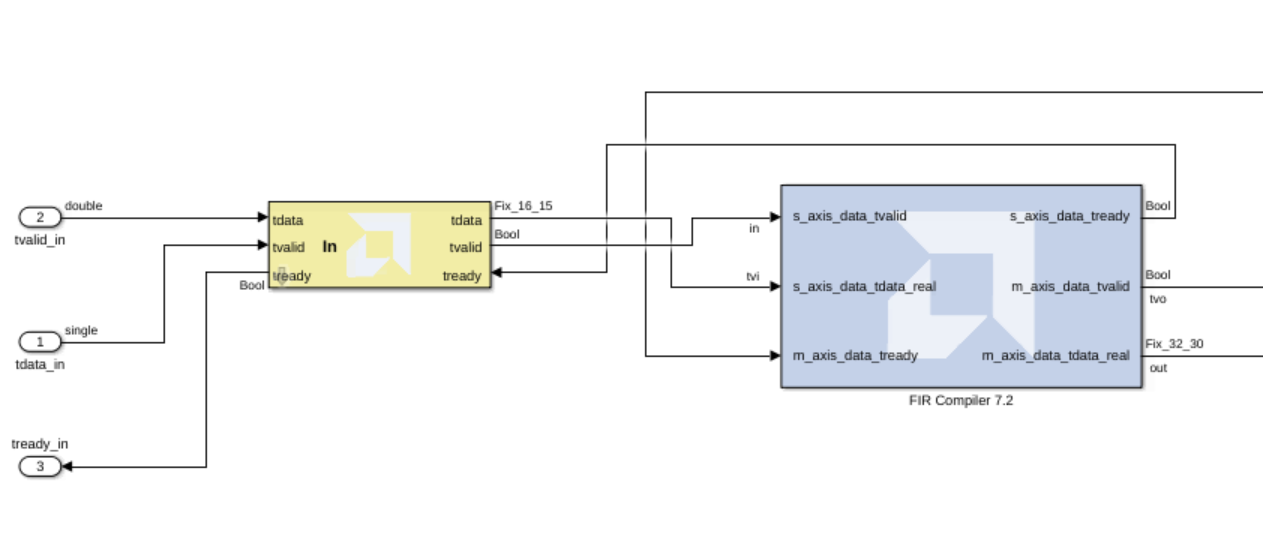 2
double
tvalid_in
1
single
tdata_in
tready_in
3
tdata
tvalid
tready
In
tdata
tvalid
tready
Bool
Fix_16_15
Bool
in
tvi
s_axis_data_tvalid
s_axis_data_tdata_real
m_axis_data_tready
s_axis_data_tready
m_axis_data_tvalid
m_axis_data_tdata_real
Bool
Bool
tvo
Fix_32_30
out
FIR Compiler 7.2